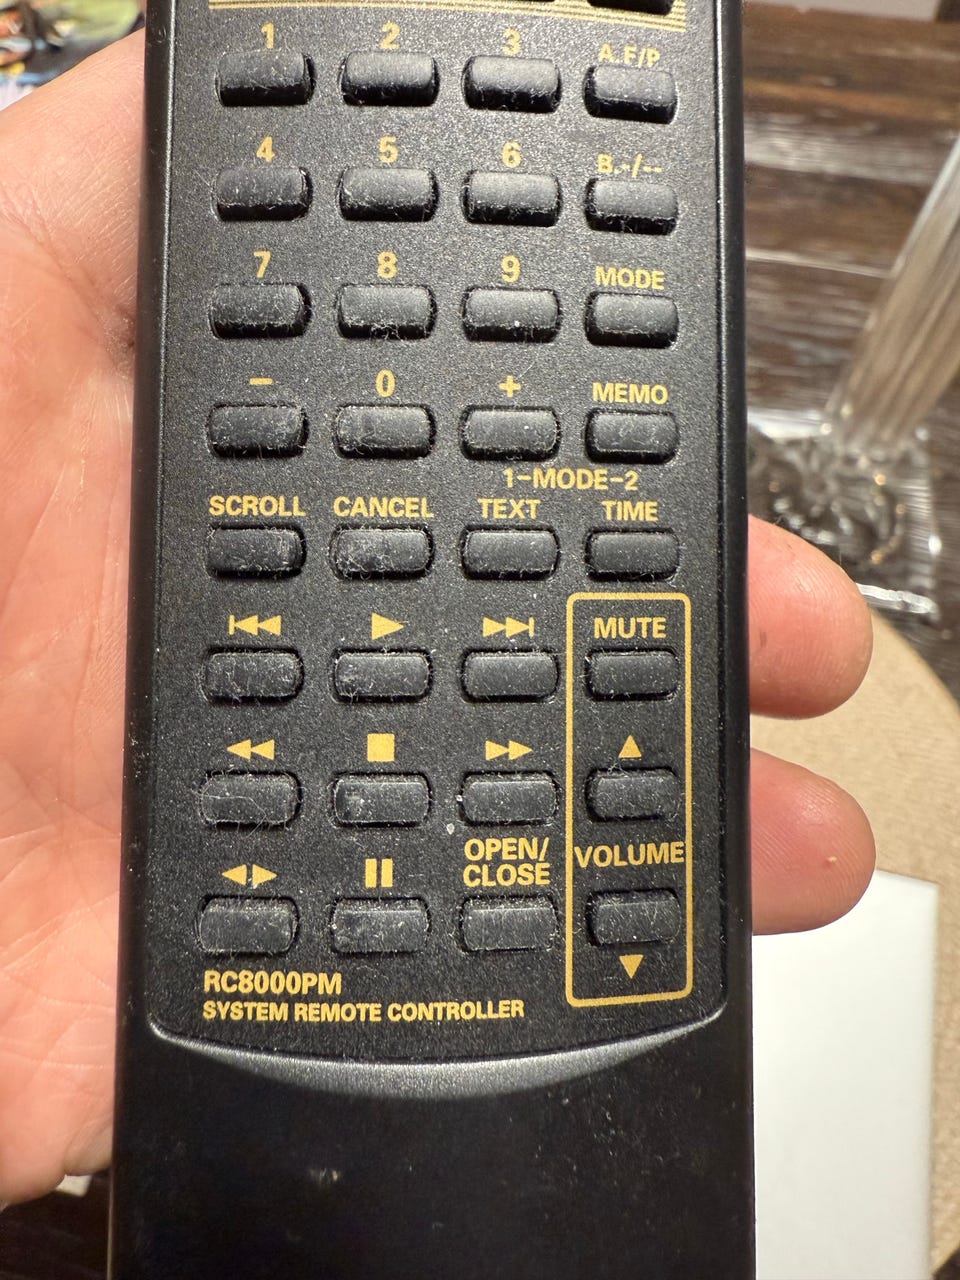 1 2 3 A.F/P
4 5 6 B.-/--
7 8 9 MODE
- 0 + MEMO
1-MODE-2
SCROLL CANCEL TEXT TIME
MUTE
OPEN/
CLOSE
VOLUME
RC8000PM
SYSTEM REMOTE CONTROLLER